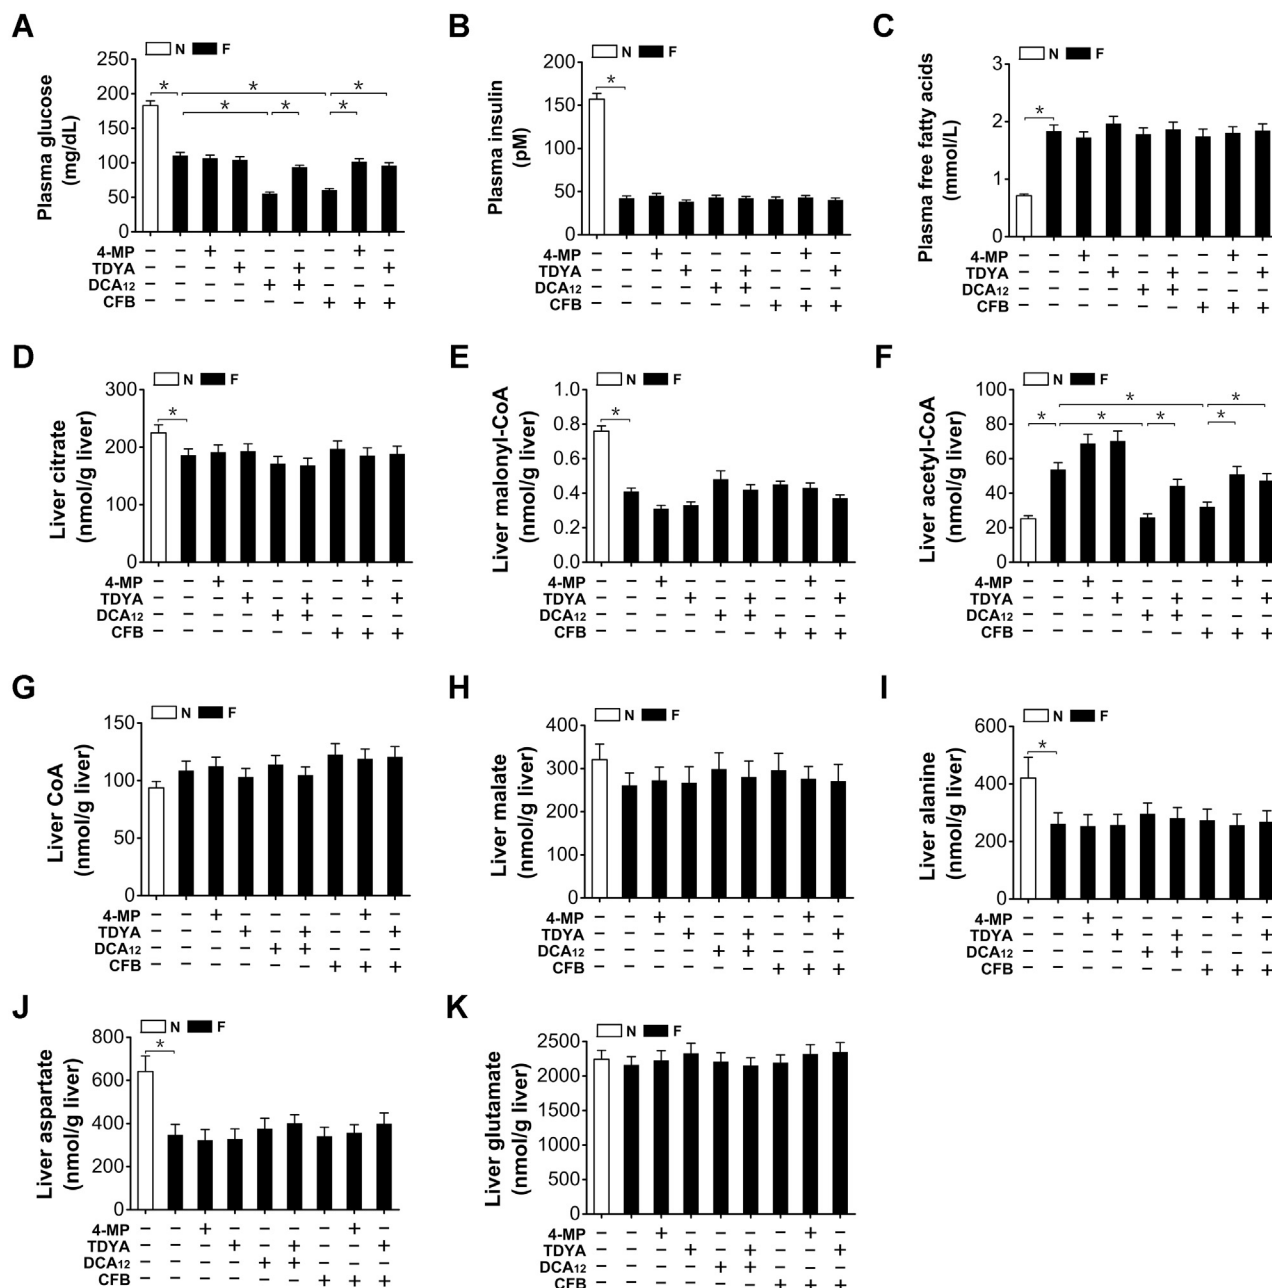 A
N F
Plasma glucose
(mg/dL)
250
200
150
100
50
0
* * * * * *
4-MP − − + − − − − + −
TDYA − − − + − + − − +
DCA12 − − − − + + − − −
CFB − − − − − − + + +
B
N F
Plasma insulin
(pM)
200
150
100
50
0
*
4-MP − − + − − − − + −
TDYA − − − + − + − − +
DCA12 − − − − + + − − −
CFB − − − − − − + + +
C
N F
Plasma free fatty acids
(mmol/L)
3
2
1
0
*
4-MP − − + − − − − + −
TDYA − − − + − + − − +
DCA12 − − − − + + − − −
CFB − − − − − − + + +
D
N F
Liver citrate
(nmol/g liver)
300
200
100
0
*
4-MP − − + − − − − + −
TDYA − − − + − + − − +
DCA12 − − − − + + − − −
CFB − − − − − − + + +
E
N F
Liver malonyl-CoA
(nmol/g liver)
1.0
0.8
0.6
0.4
0.2
0.0
*
4-MP − − + − − − − + −
TDYA − − − + − + − − +
DCA12 − − − − + + − − −
CFB − − − − − − + + +
F
N F
Liver acetyl-CoA
(nmol/g liver)
80
60
40
20
0
* * * * * *
100
4-MP − − + − − − − + −
TDYA − − − + − + − − +
DCA12 − − − − + + − − −
CFB − − − − − − + + +
G
N F
Liver CoA
(nmol/g liver)
150
100
50
0
4-MP − − + − − − − + −
TDYA − − − + − + − − +
DCA12 − − − − + + − − −
CFB − − − − − − + + +
H
N F
Liver malate
(nmol/g liver)
400
300
200
100
0
4-MP − − + − − − − + −
TDYA − − − + − + − − +
DCA12 − − − − + + − − −
CFB − − − − − − + + +
I
N F
Liver alanine
(nmol/g liver)
600
400
200
0
*
4-MP − − + − − − − + −
TDYA − − − + − + − − +
DCA12 − − − − + + − − −
CFB − − − − − − + + +
J
N F
Liver aspartate
(nmol/g liver)
800
600
400
200
0
*
4-MP − − + − − − − + −
TDYA − − − + − + − − +
DCA12 − − − − + + − − −
CFB − − − − − − + + +
K
N F
Liver glutamate
(nmol/g liver)
2500
2000
1500
1000
500
0
4-MP − − + − − − − + −
TDYA − − − + − + − − +
DCA12 − − − − + + − − −
CFB − − − − − − + + +